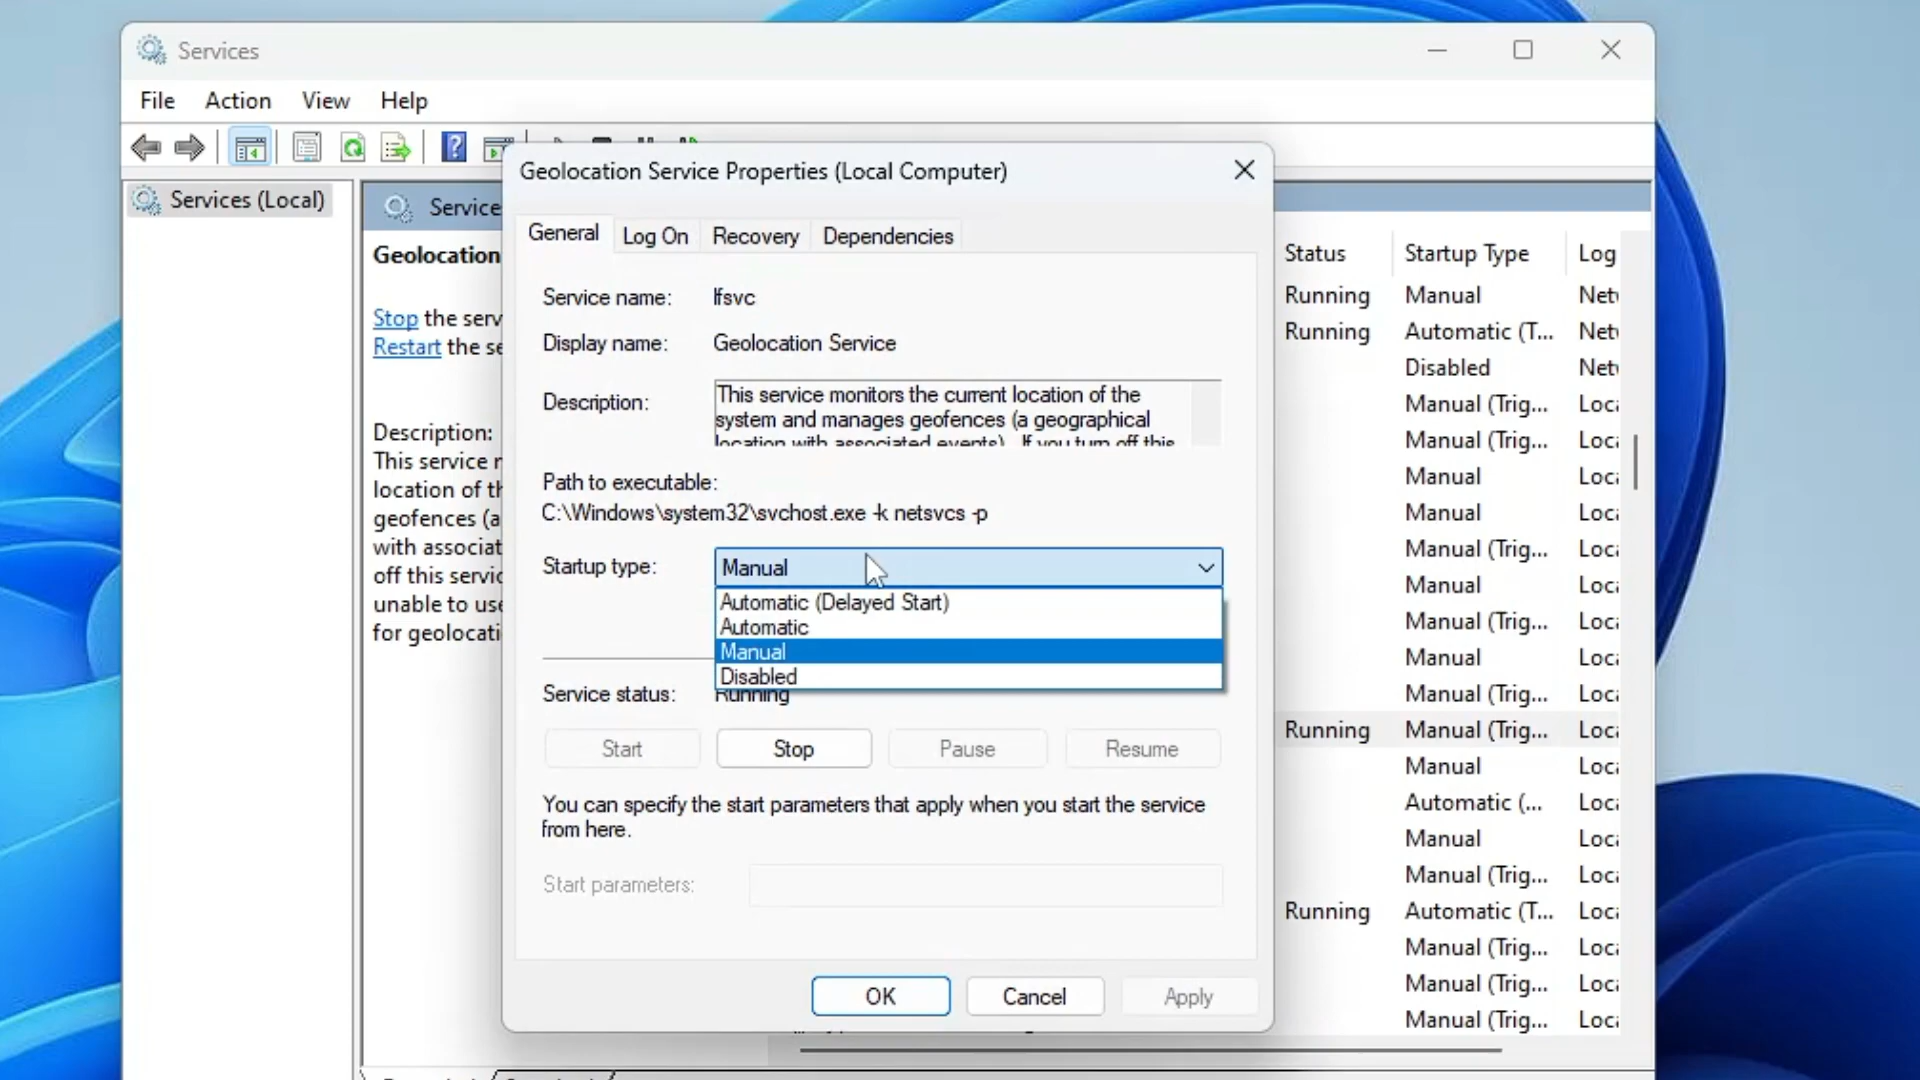 Services
File Action View Help
Services (Local)
Geolocation Service Properties (Local Computer)
General Log On Recovery Dependencies
Service name: lfsvc
Display name: Geolocation Service
Description: This service monitors the current location of the
system and manages geofences (a geographical
location with associated events). If you turn off this
Path to executable:
C:\Windows\system32\svchost.exe -k netsvcs -p
Startup type: Manual
Automatic (Delayed Start)
Automatic
Manual
Disabled
Service status: Running
Start Stop Pause Resume
You can specify the start parameters that apply when you start the service
from here.
Start parameters:
OK Cancel Apply
Geolocation
Stop the serv
Restart the se
Description:
This service
location of th
geofences (a
with associat
off this servic
unable to use
for geolocati
Status Startup Type Log
Running Manual Net
Running Automatic (T... Net
Disabled Net
Manual (Trig... Loc
Manual (Trig... Loc
Manual Loc
Manual Loc
Manual (Trig... Loc
Manual Loc
Manual (Trig... Loc
Manual Loc
Manual (Trig... Loc
Running Manual (Trig... Loc
Manual Loc
Automatic (... Loc
Manual Loc
Manual (Trig... Loc
Running Automatic (T... Loc
Manual (Trig... Loc
Manual (Trig... Loc
Manual (Trig... Loc